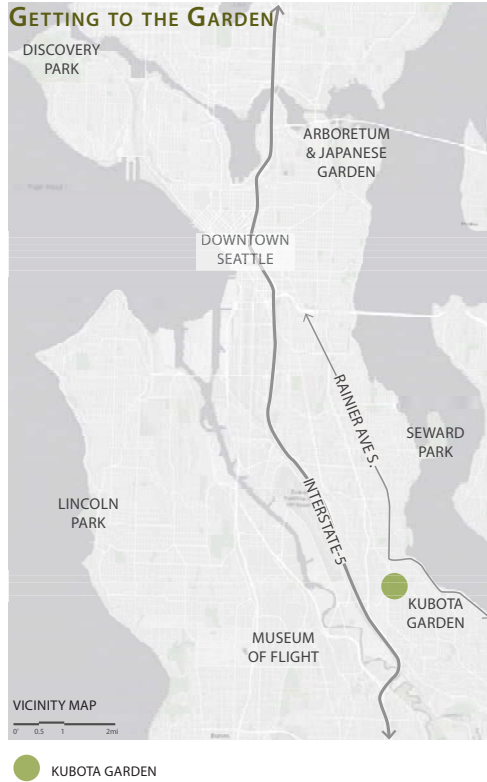 GETTING TO THE GARDEN
DISCOVERY
PARK
ARBORETUM
& JAPANESE
GARDEN
DOWNTOWN
SEATTLE
RAINIER AVE S.
SEWARD
PARK
LINCOLN
PARK
INTERSTATE-5
KUBOTA
GARDEN
MUSEUM
OF FLIGHT
VICINITY MAP
0' 0.5 1 2mi
KUBOTA GARDEN